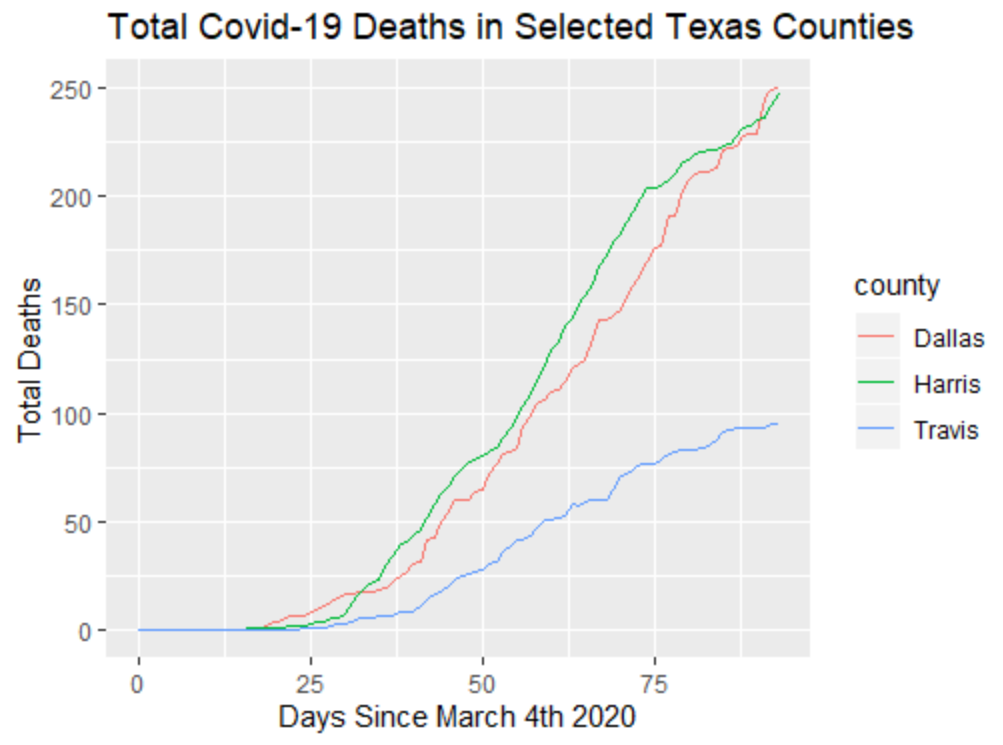 Total Covid-19 Deaths in Selected Texas Counties
250
200
150
100
50
0
Total Deaths
0 25 50 75
Days Since March 4th 2020
county
Dallas
Harris
Travis